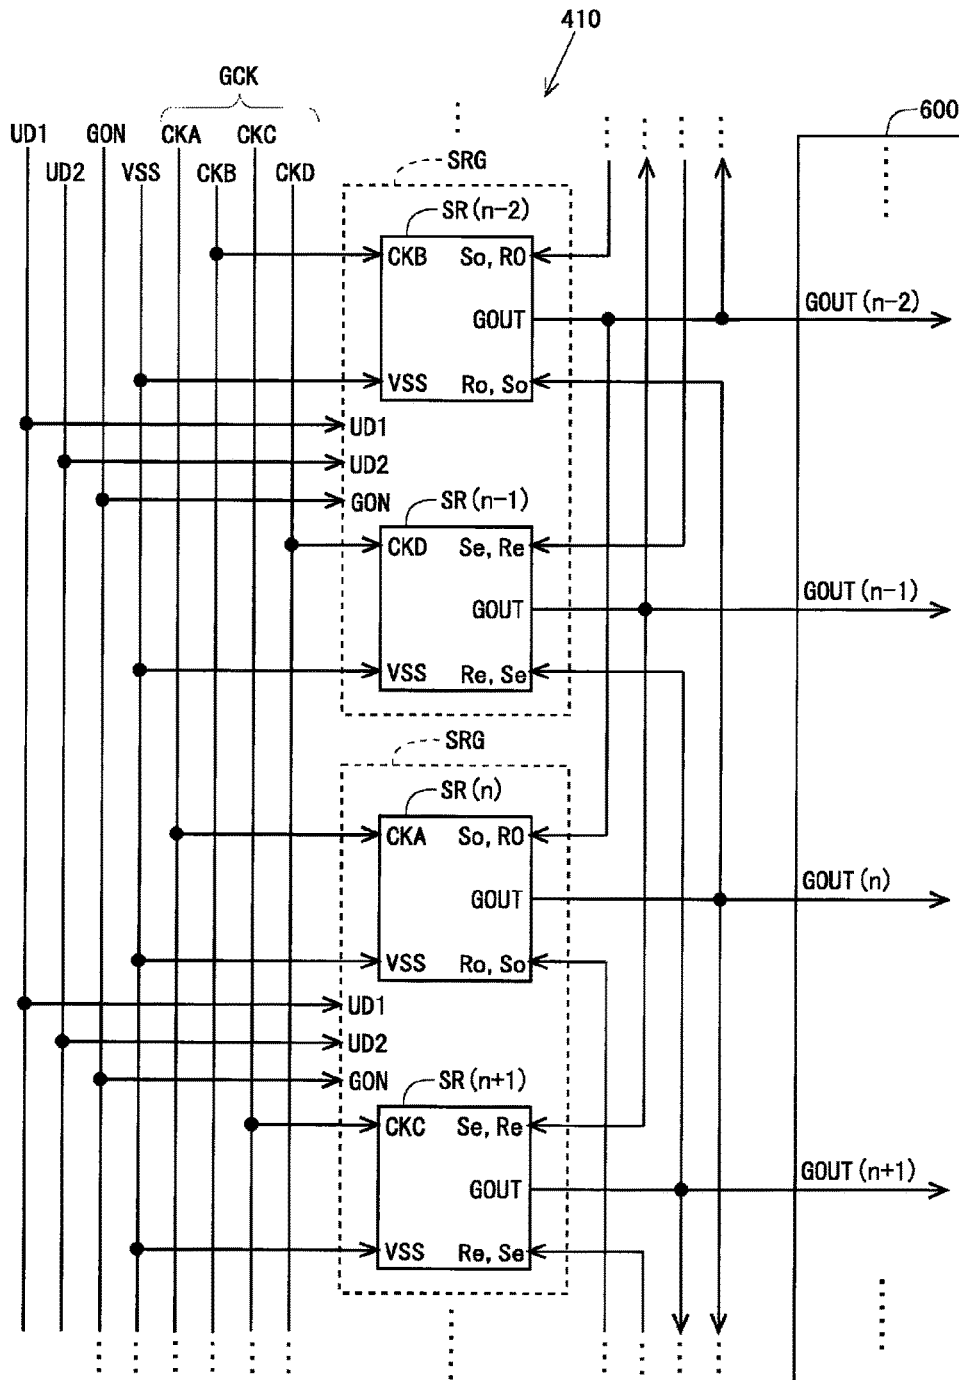 410
GCK
600
UD1 GON CKA CKC
UD2 VSS CKB CKD
SRG
SR(n-2)
CKB So, RO
GOUT
GOUT(n-2)
VSS Ro, So
UD1
UD2
GON
SR(n-1)
CKD Se, Re
GOUT
GOUT(n-1)
VSS Re, Se
SRG
SR(n)
CKA So, RO
GOUT
GOUT(n)
VSS Ro, So
UD1
UD2
GON
SR(n+1)
CKC Se, Re
GOUT
GOUT(n+1)
VSS Re, Se